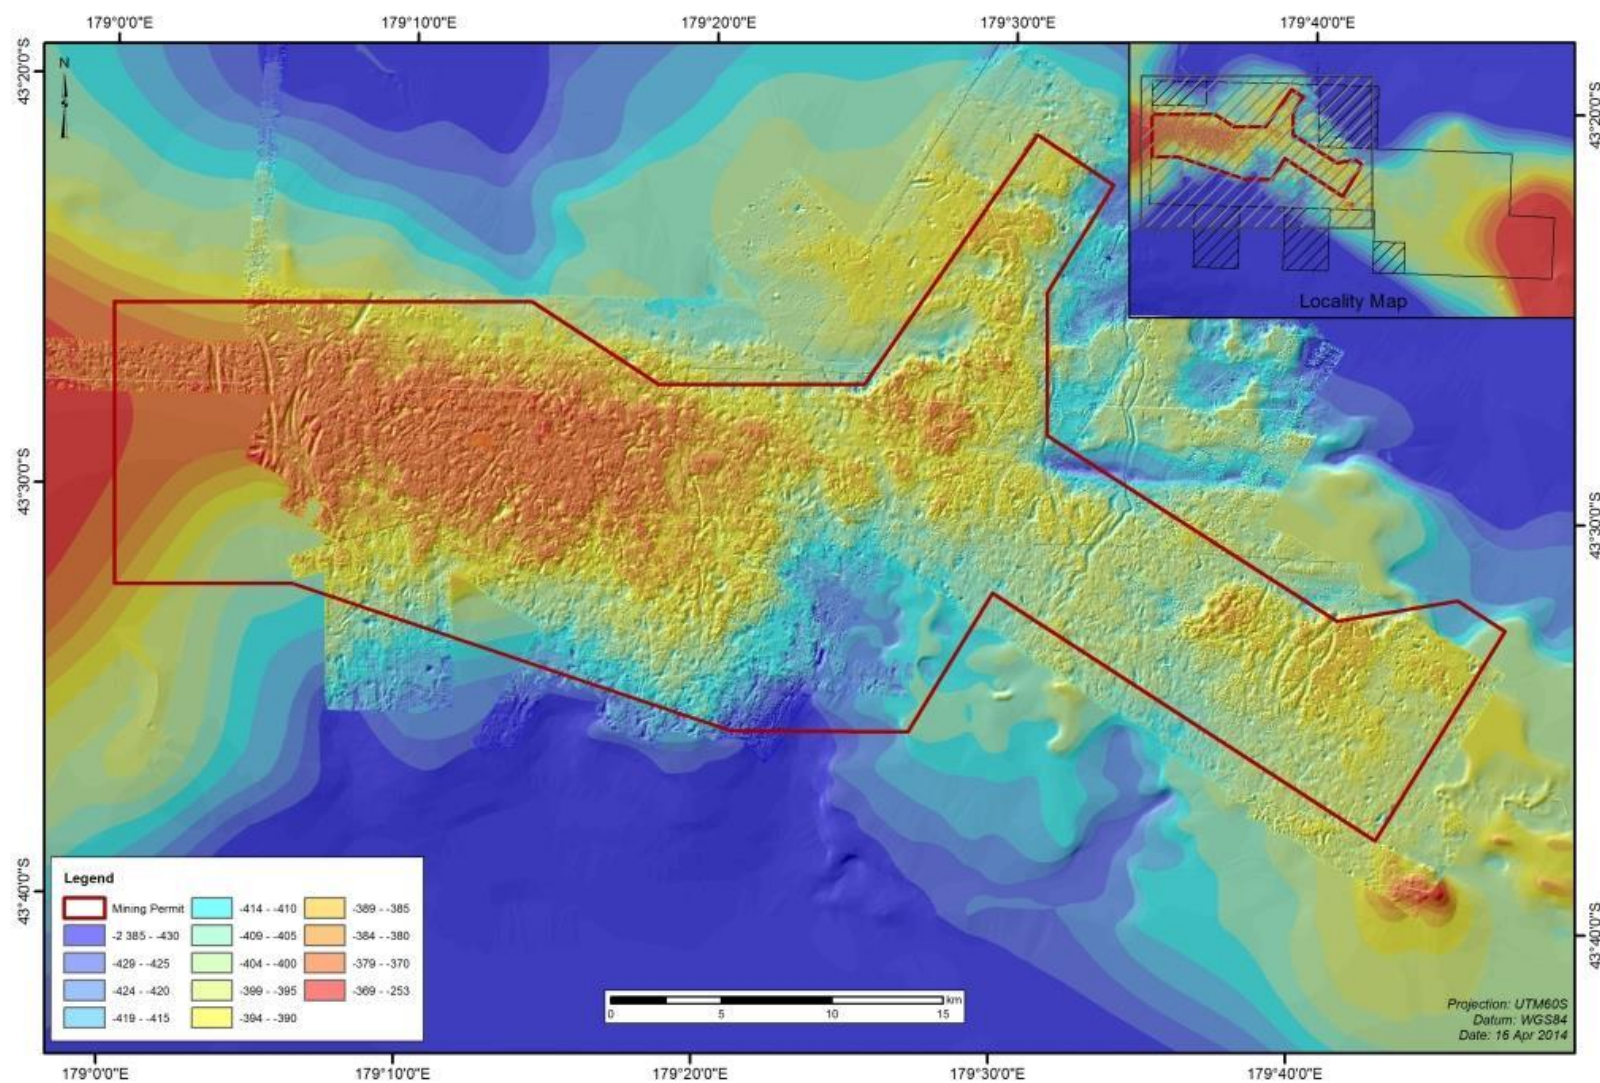 179°0'0"E 179°10'0"E 179°20'0"E 179°30'0"E 179°40'0"E
43°20'0"S
43°20'0"S
N
S
Locality Map
43°30'0"S
43°30'0"S
43°40'0"S
43°40'0"S
Legend
Mining Permit
-2 385 - -430
-429 - -425
-424 - -420
-419 - -415
-414 - -410
-409 - -405
-404 - -400
-399 - -395
-394 - -390
-389 - -385
-384 - -380
-379 - -370
-369 - -253
km
0 5 10 15
Projection: UTM60S
Datum: WGS84
Date: 16 Apr 2014
179°0'0"E 179°10'0"E 179°20'0"E 179°30'0"E 179°40'0"E